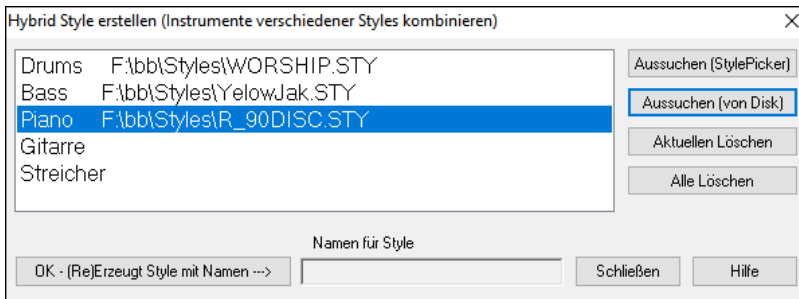 Hybrid Style erstellen (Instrumente verschiedener Styles kombinieren)
Drums F:\bb\Styles\WORSHIP.STY
Bass F:\bb\Styles\YelowJak.STY
Piano F:\bb\Styles\R_90DISC.STY
Gitarre
Streicher
Aussuchen (StylePicker)
Aussuchen (von Disk)
Aktuellen Löschen
Alle Löschen
Namen für Style
OK - (Re)Erzeugt Style mit Namen --->
Schließen
Hilfe